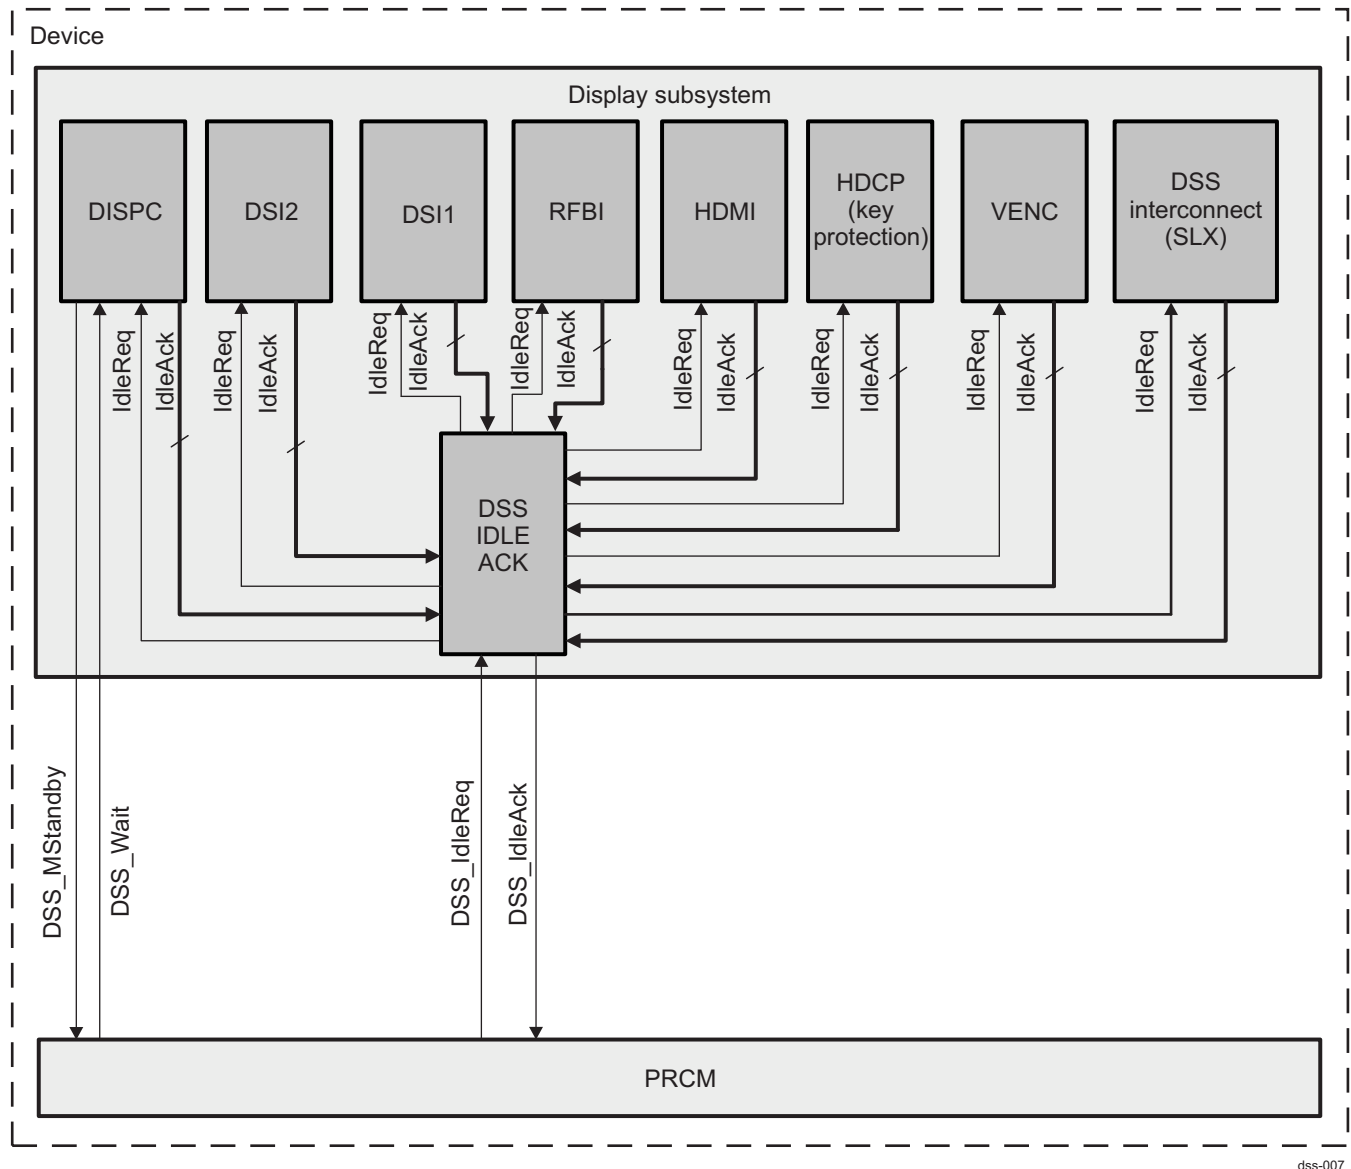 Device
Display subsystem
DISPC
DSI2
DSI1
RFBI
HDMI
HDCP
(key
protection)
VENC
DSS
interconnect
(SLX)
IdleReq
IdleAck
IdleReq
IdleAck
IdleReq
IdleAck
IdleReq
IdleAck
IdleReq
IdleAck
IdleReq
IdleAck
IdleReq
IdleAck
IdleReq
IdleAck
DSS
IDLE
ACK
DSS_MStandby
DSS_Wait
DSS_IdleReq
DSS_IdleAck
PRCM
dss-007